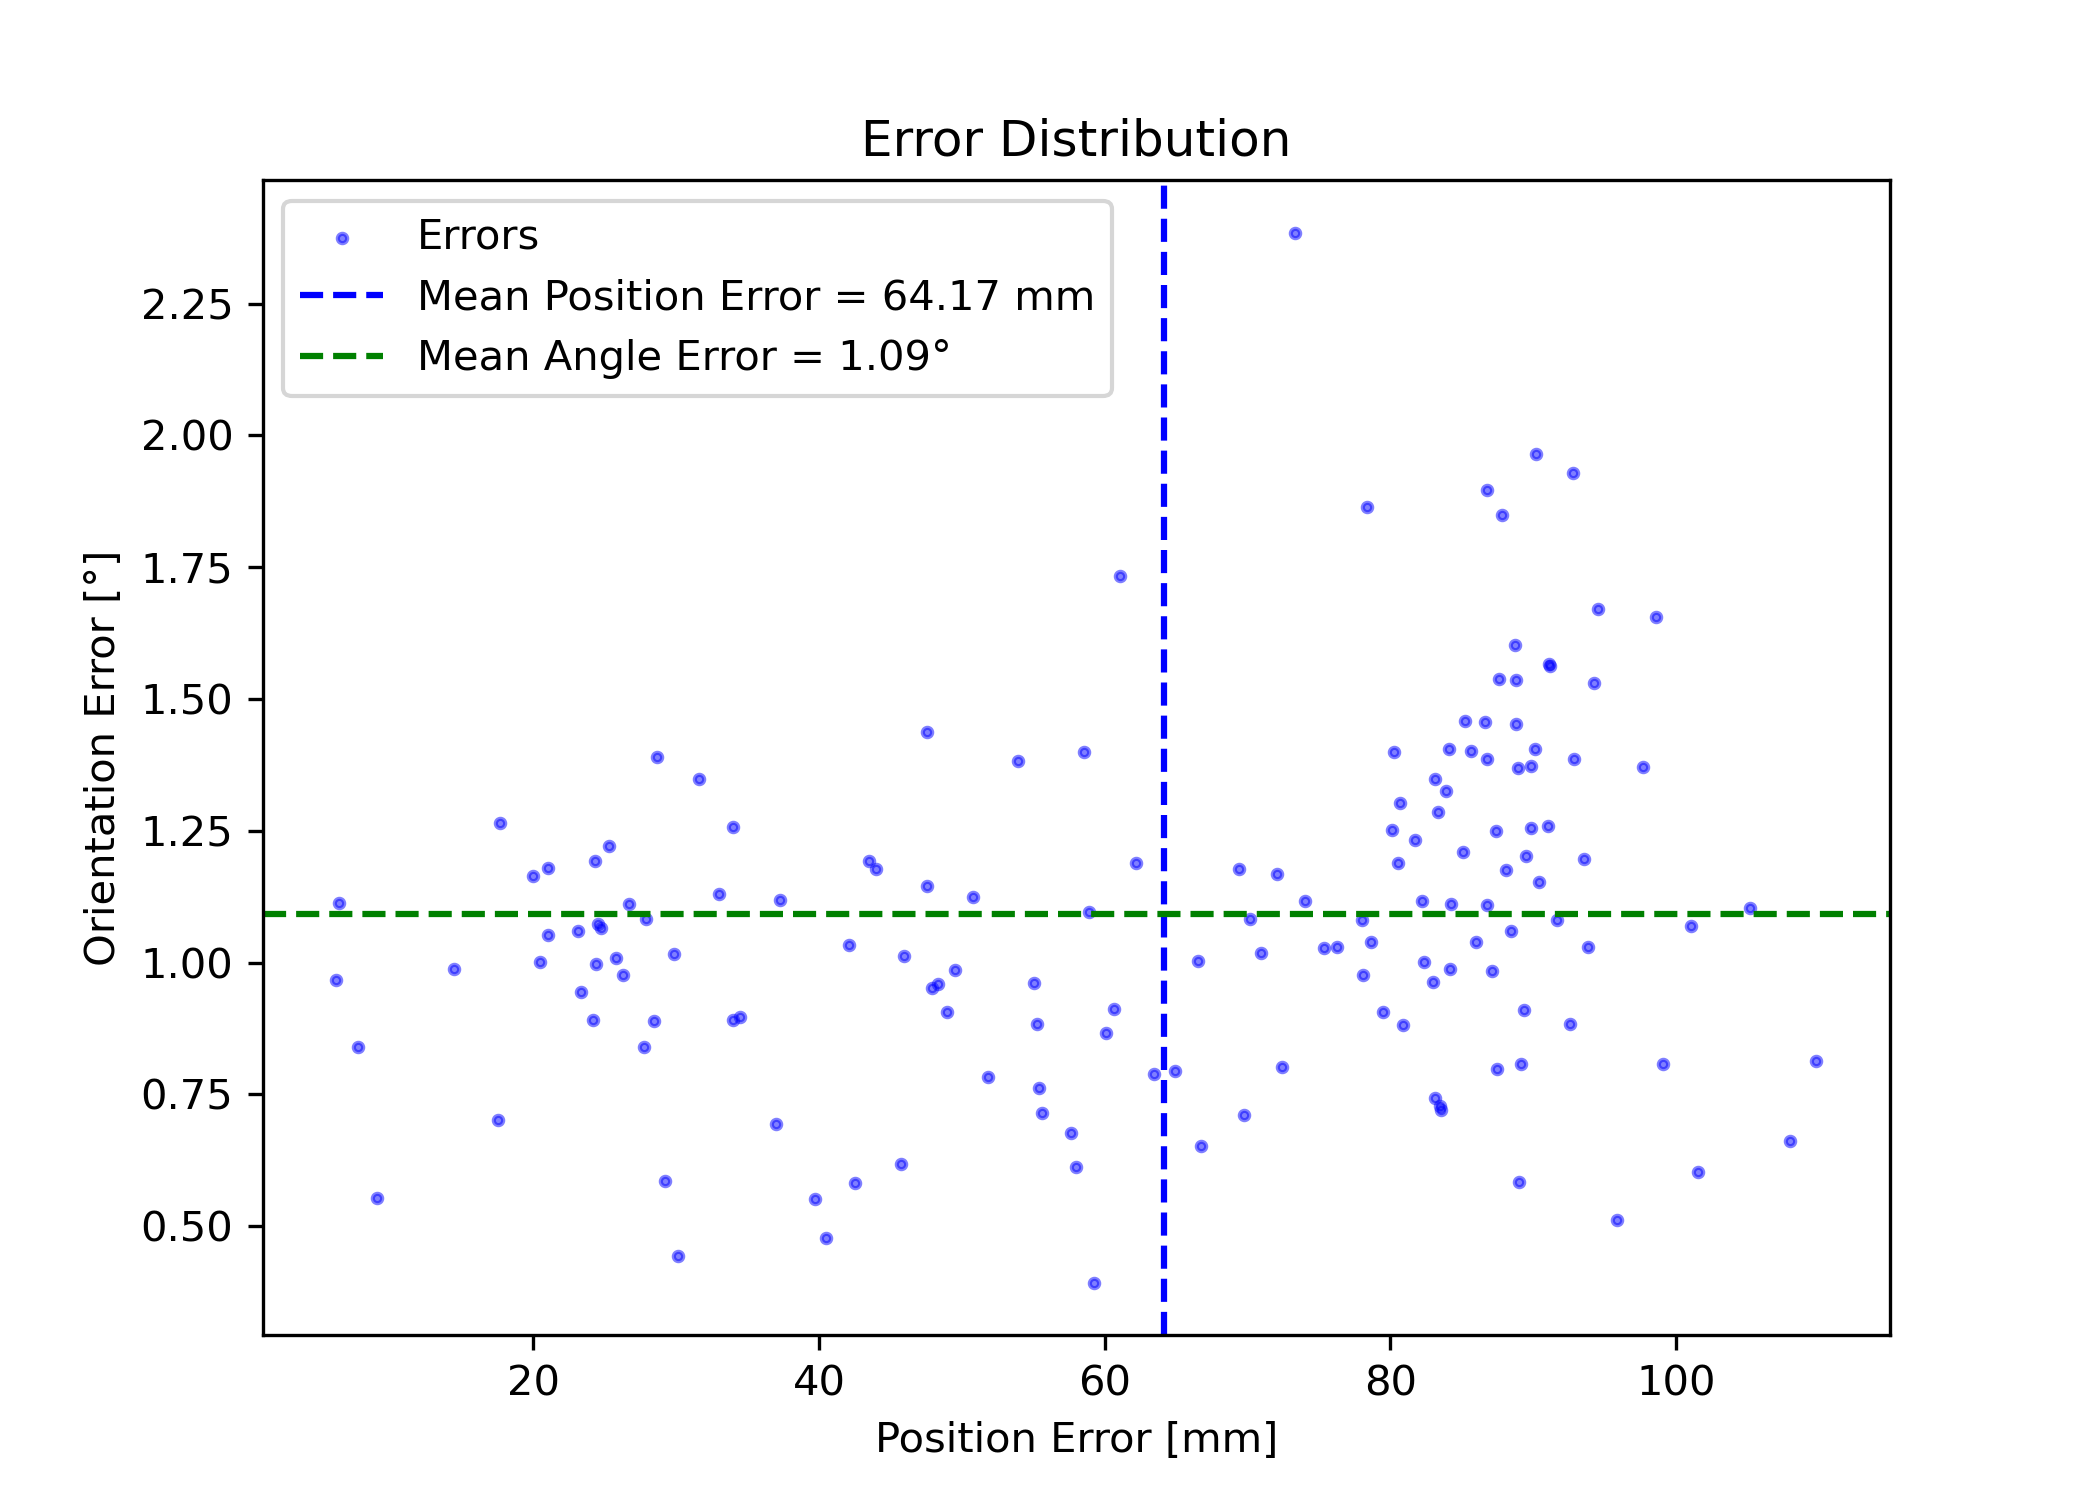 Error Distribution
Errors
Mean Position Error = 64.17 mm
Mean Angle Error = 1.09°
2.25
2.00
1.75
1.50
1.25
1.00
0.75
0.50
Orientation Error [°]
20 40 60 80 100
Position Error [mm]